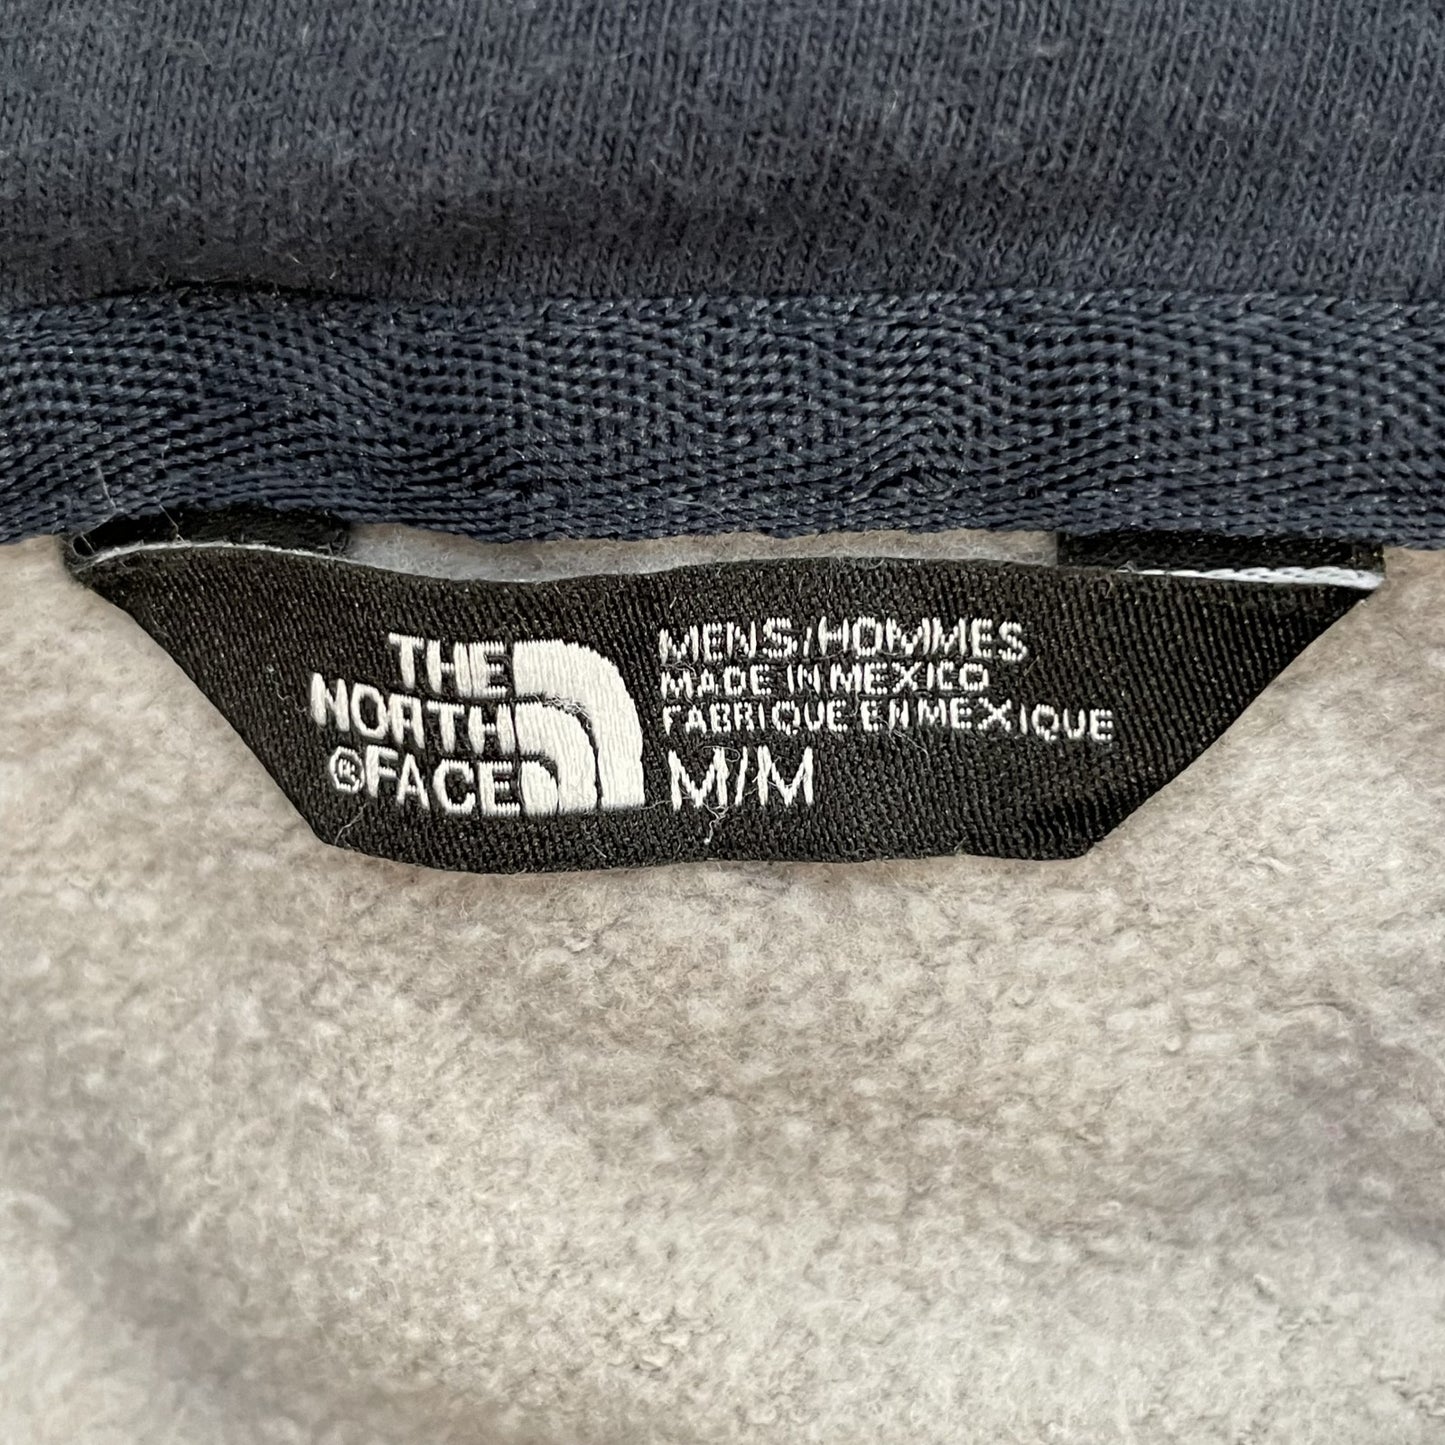 THE
NORTH
®FACE
MENS/HOMMES
MADE IN MEXICO
FABRIQUE EN MEXIQUE
M/M